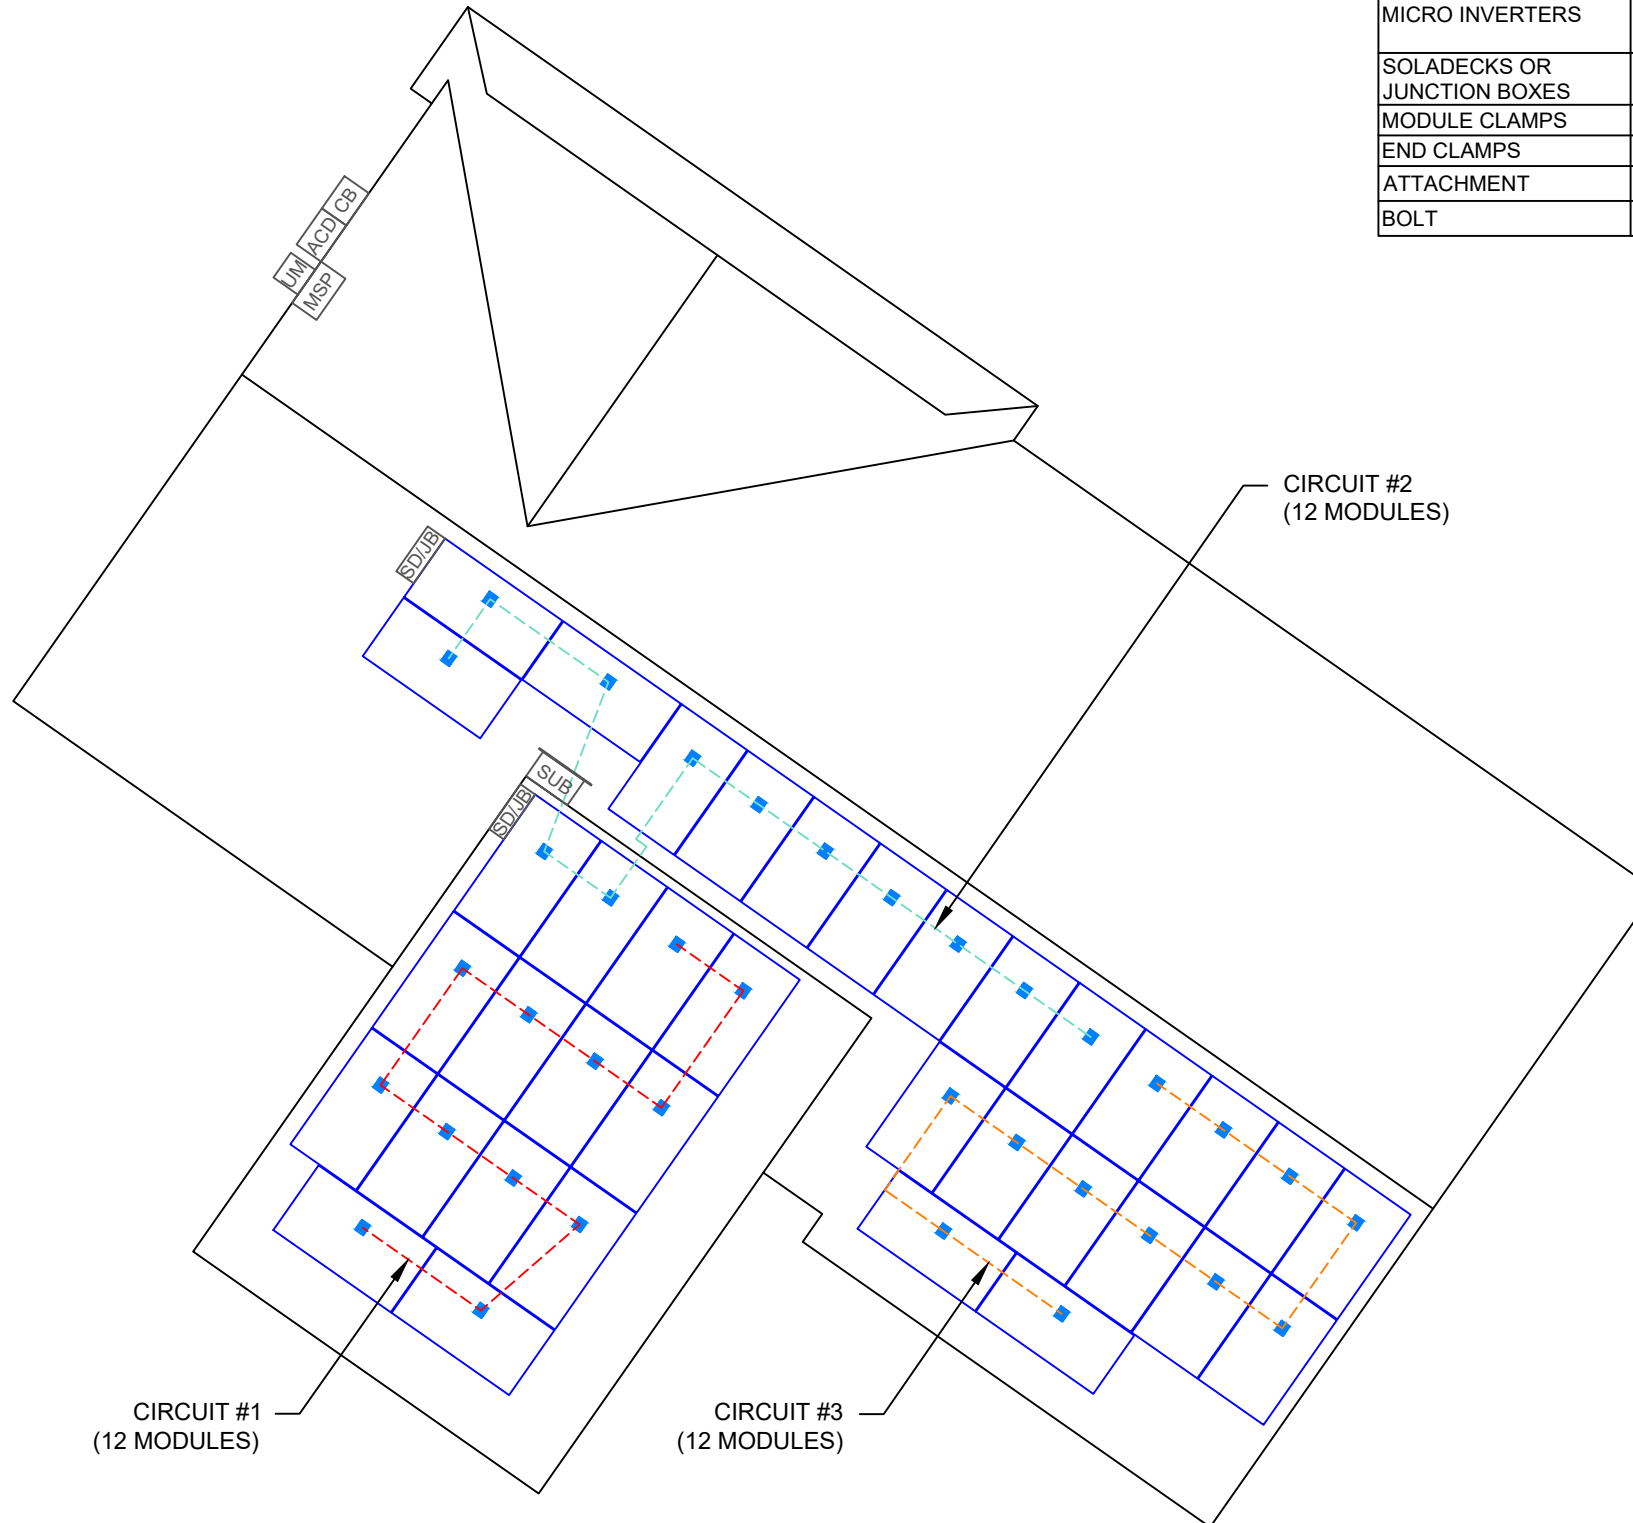 MICRO INVERTERS
SOLADECKS OR
JUNCTION BOXES
MODULE CLAMPS
END CLAMPS
ATTACHMENT
BOLT
CB
ACD
UM
MSP
CIRCUIT #2
(12 MODULES)
SD/JB
SUB
SD/JB
CIRCUIT #1
(12 MODULES)
CIRCUIT #3
(12 MODULES)